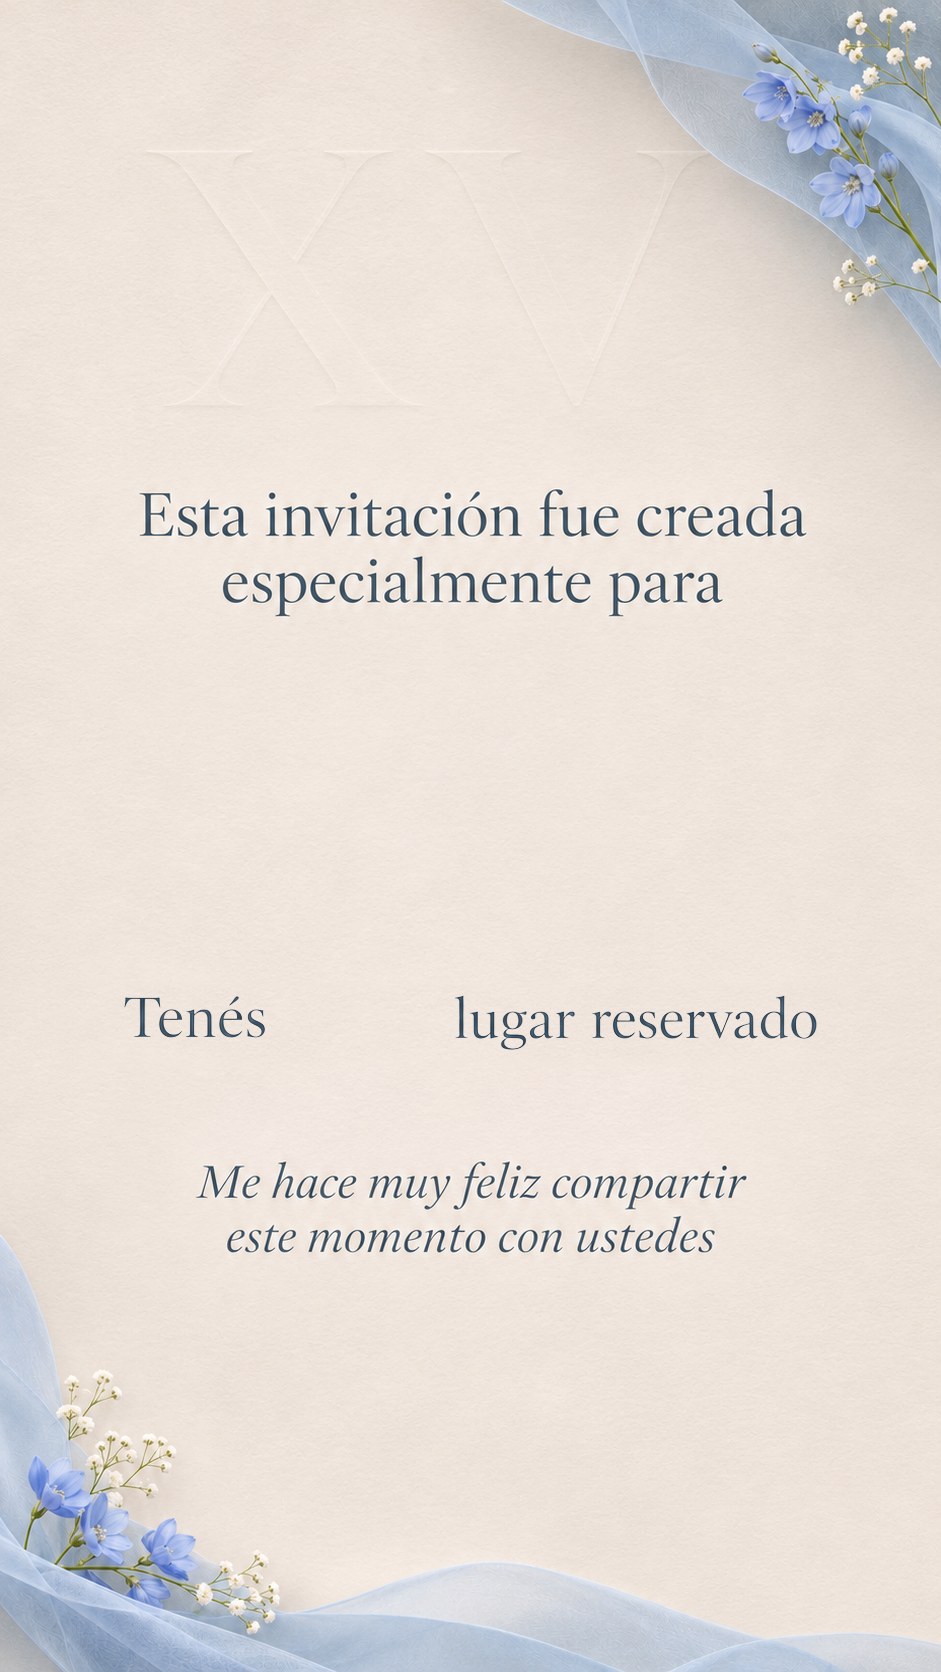 XV
Esta invitación fue creada
especialmente para
Tenés lugar reservado
Me hace muy feliz compartir
este momento con ustedes